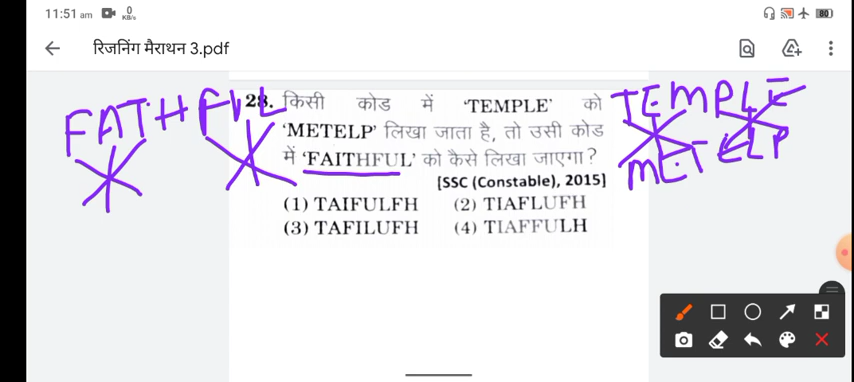 11:51 am 0 KB/s 80
रिजनिंग मैराथन 3.pdf
28. किसी कोड में 'TEMPLE' को
'METELP' लिखा जाता है, तो उसी कोड
में 'FAITHFUL' को कैसे लिखा जाएगा?
[SSC (Constable), 2015]
(1) TAIFULFH (2) TIAFLUFH
(3) TAFILUFH (4) TIAFFULH
FATHFUL
TEMPLE
METELP